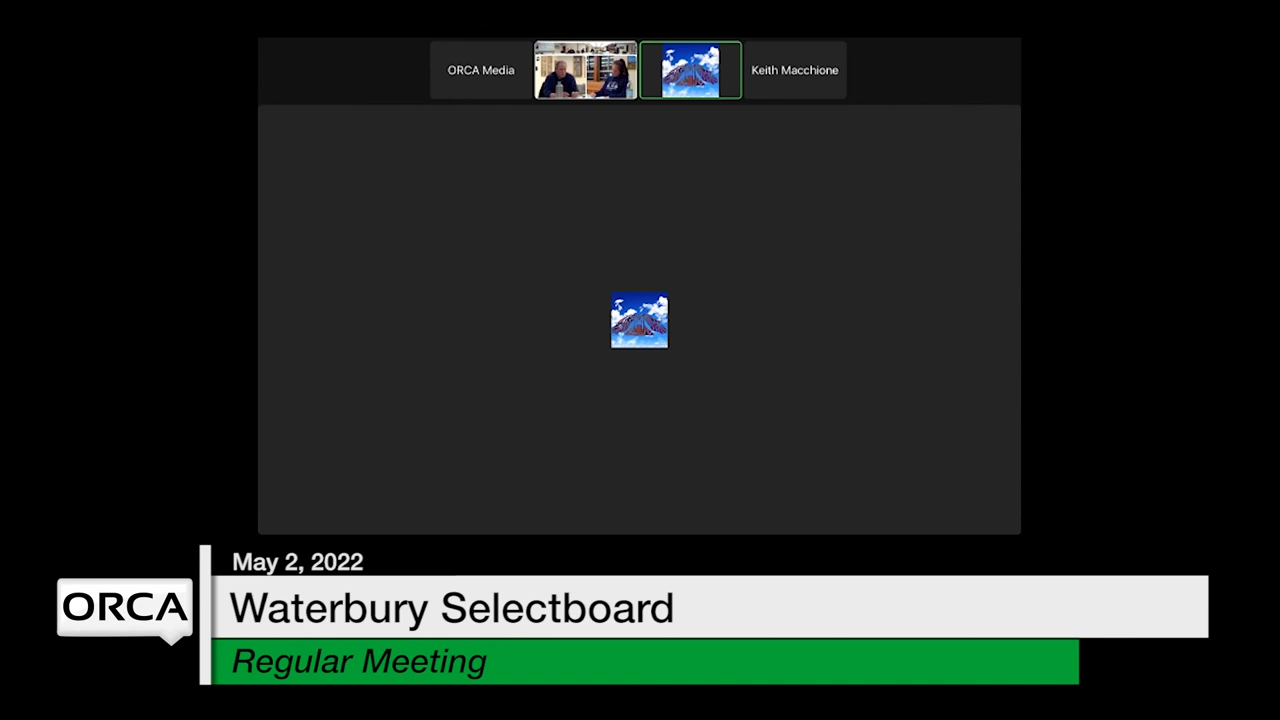 ORCA Media
Keith Macchione
May 2, 2022
ORCA
Waterbury Selectboard
Regular Meeting